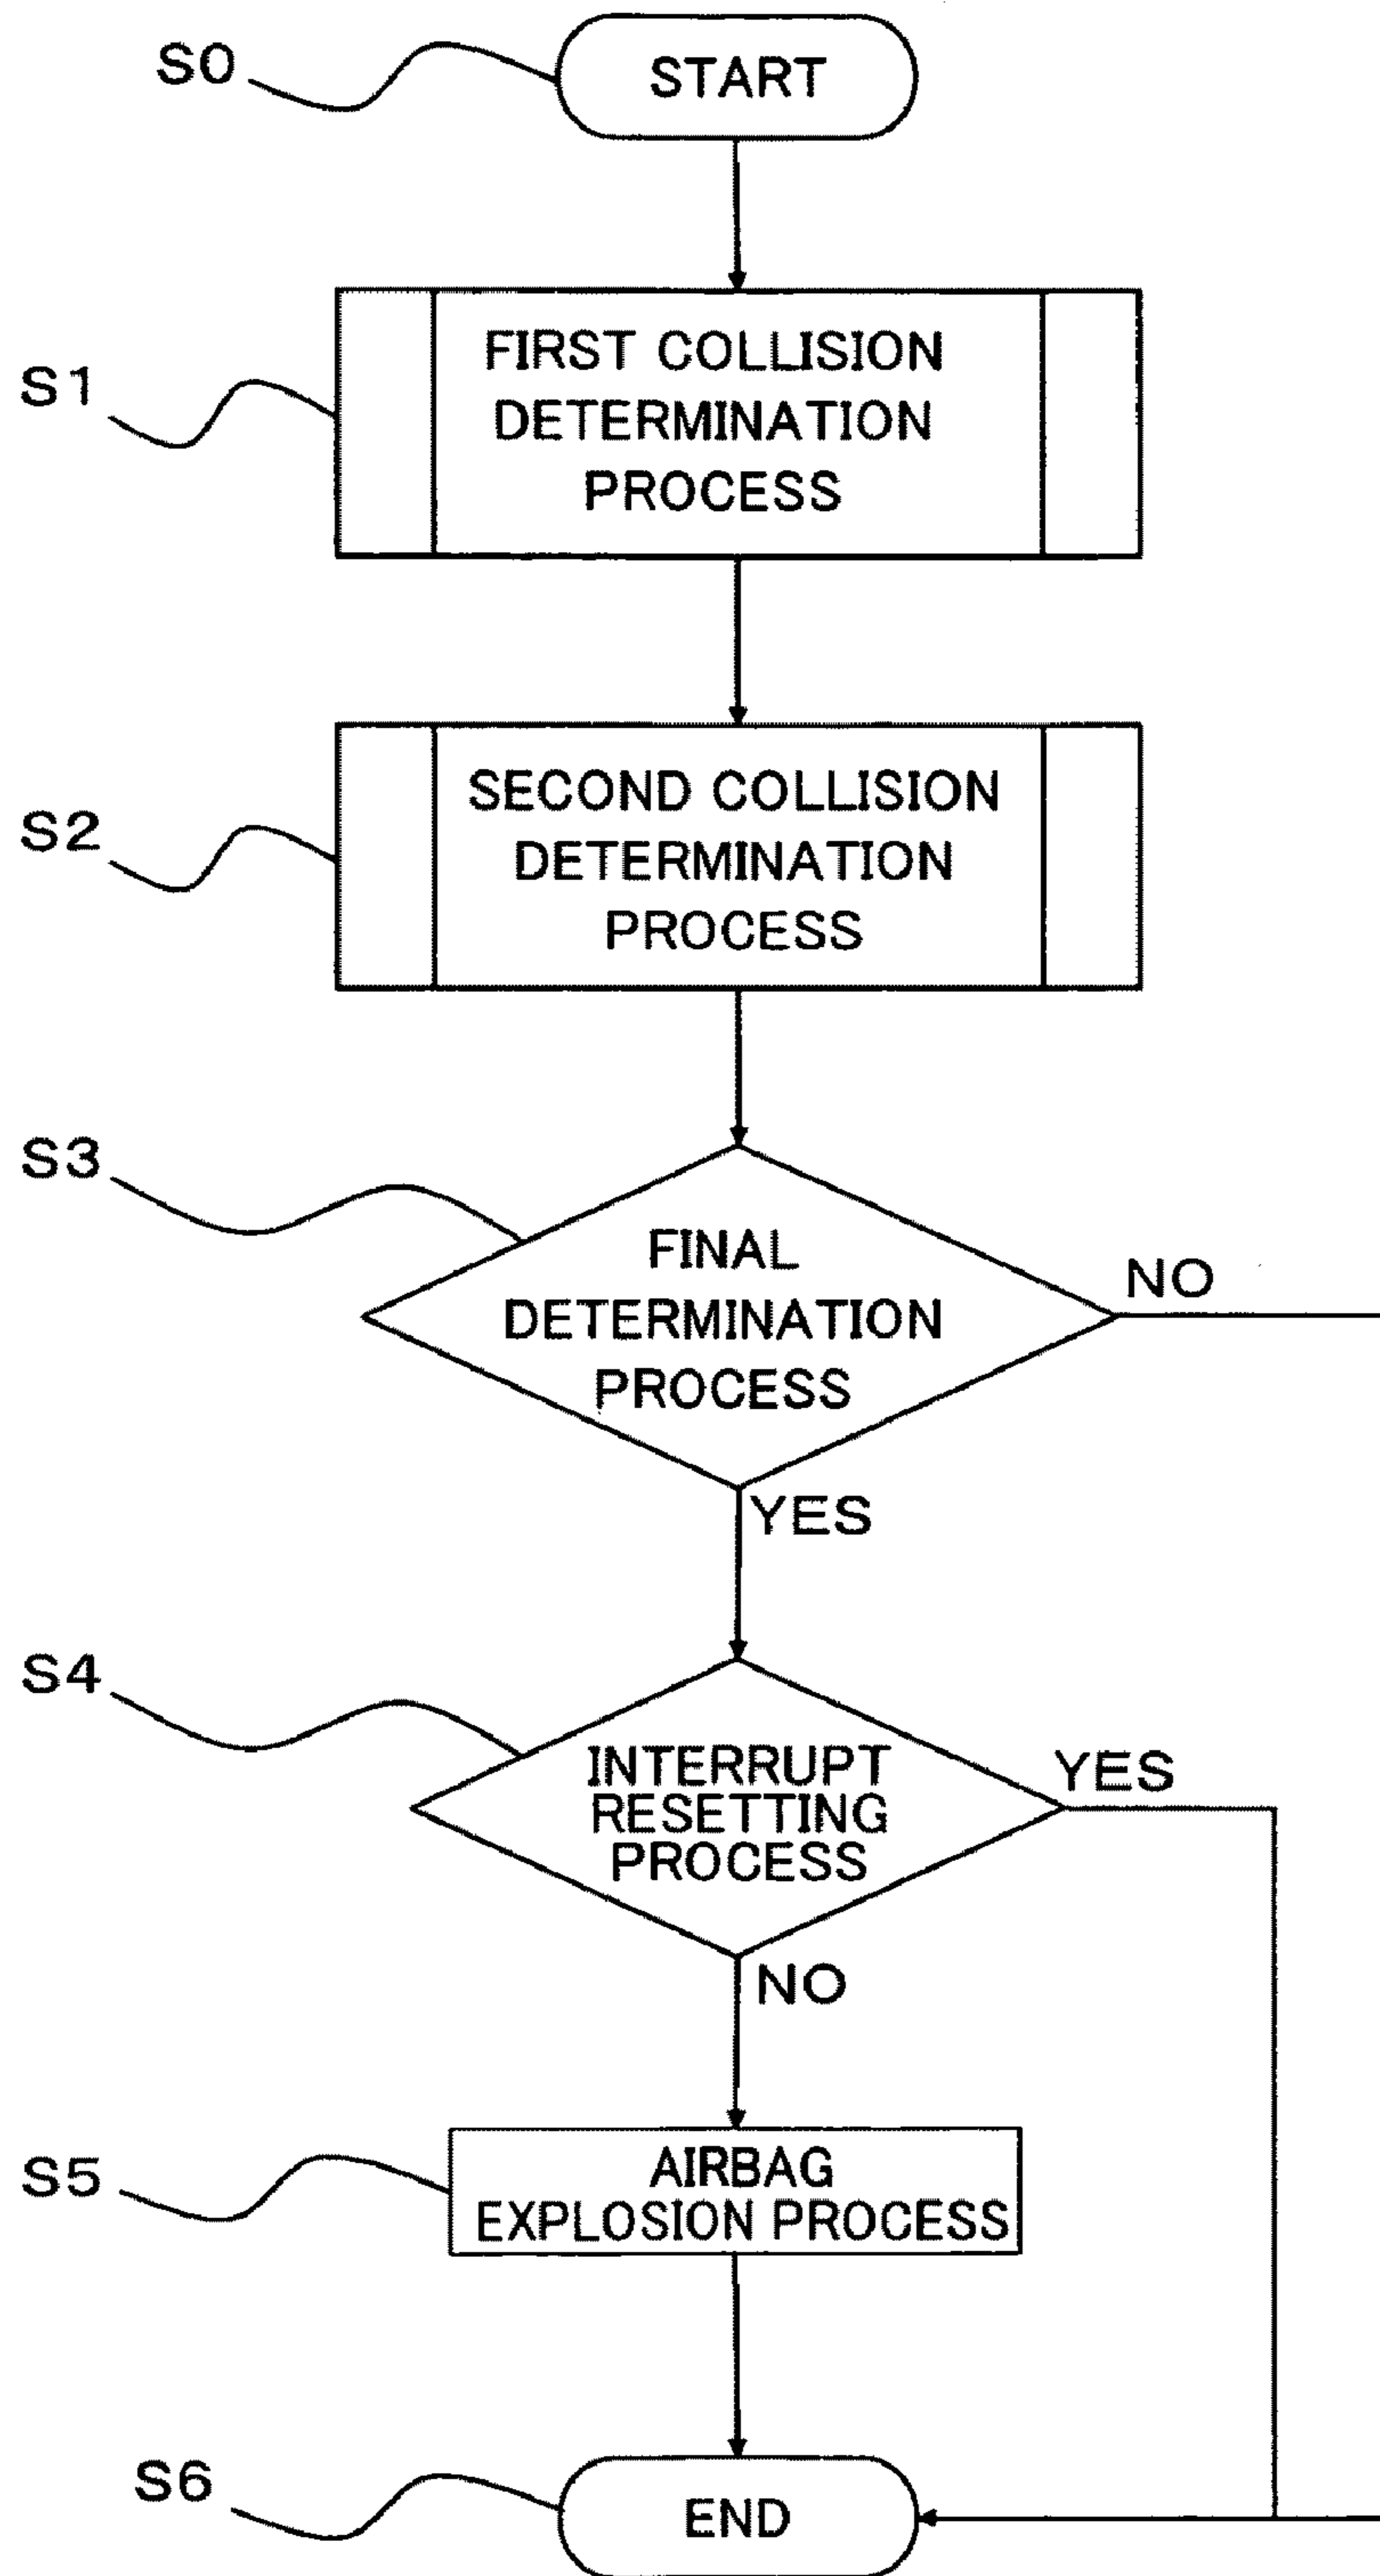 S0
START
S1
FIRST COLLISION
DETERMINATION
PROCESS
S2
SECOND COLLISION
DETERMINATION
PROCESS
S3
FINAL
DETERMINATION
PROCESS
NO
YES
S4
INTERRUPT
RESETTING
PROCESS
YES
NO
S5
AIRBAG
EXPLOSION PROCESS
S6
END